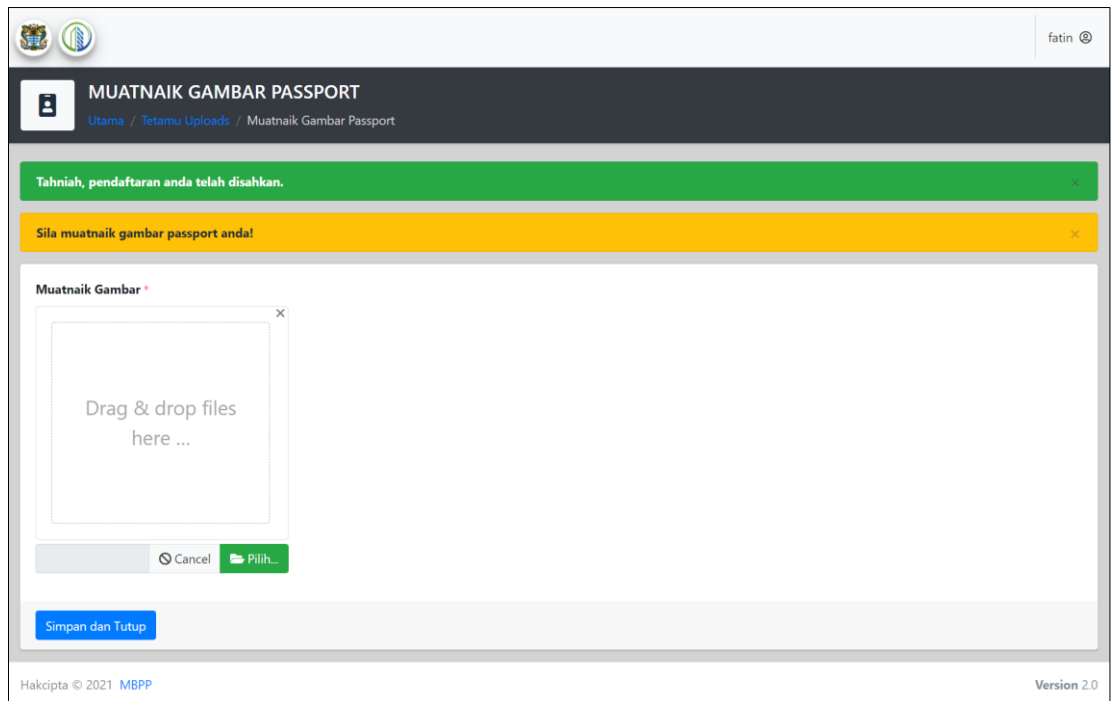 fatin
MUATNAIK GAMBAR PASSPORT
Utama / Tetamu Uploads / Muatnaik Gambar Passport
Tahniah, pendaftaran anda telah disahkan.
Sila muatnaik gambar passport anda!
Muatnaik Gambar *
Drag & drop files
here ...
Cancel Pilih...
Simpan dan Tutup
Hakcipta © 2021 MBPP Version 2.0